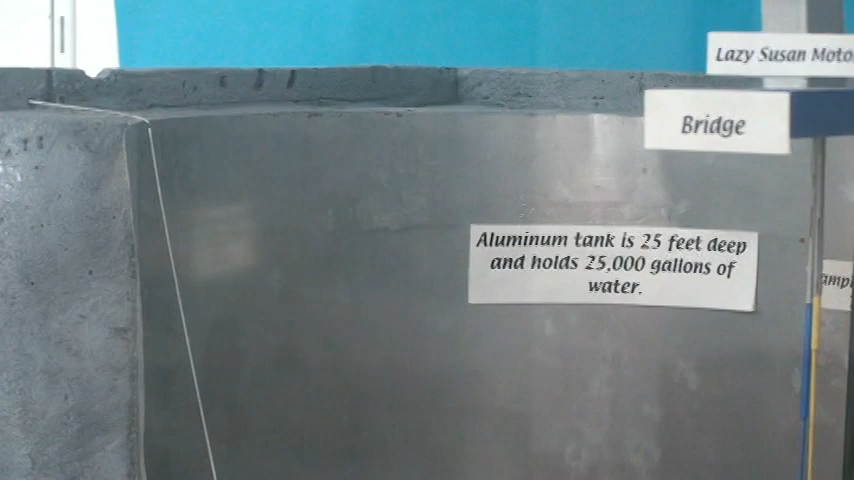 Lazy Susan Moto
Bridge
Aluminum tank is 25 feet deep
and holds 25,000 gallons of
water.